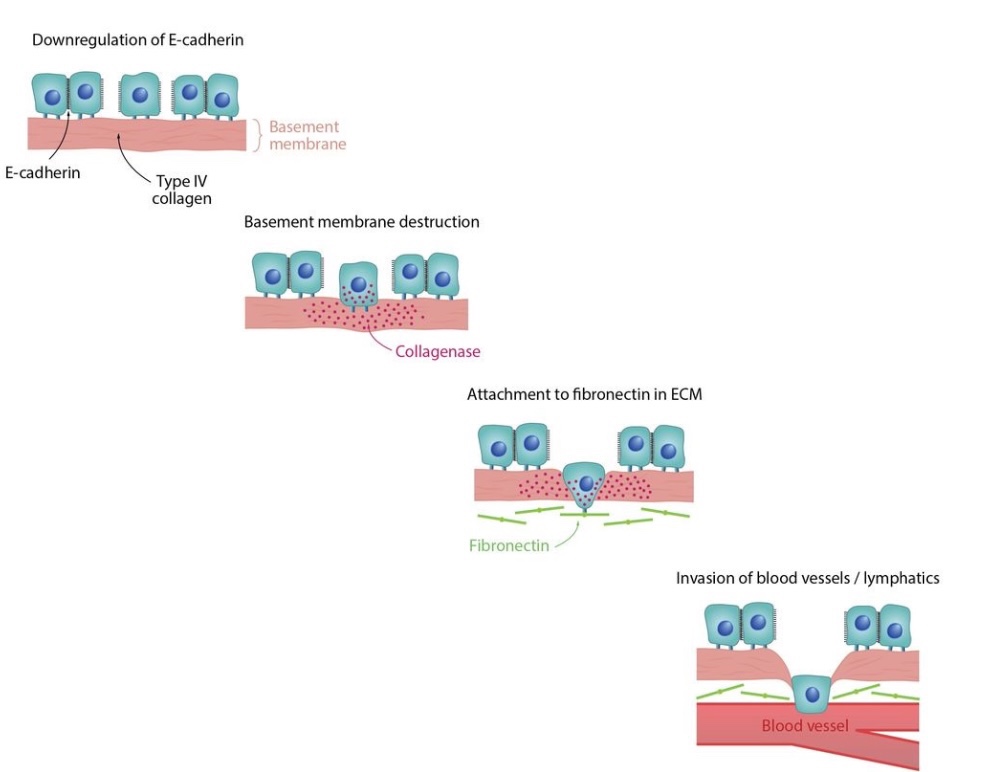 Downregulation of E-cadherin
Basement
membrane
E-cadherin
Type IV
collagen
Basement membrane destruction
Collagenase
Attachment to fibronectin in ECM
Fibronectin
Invasion of blood vessels / lymphatics
Blood vessel